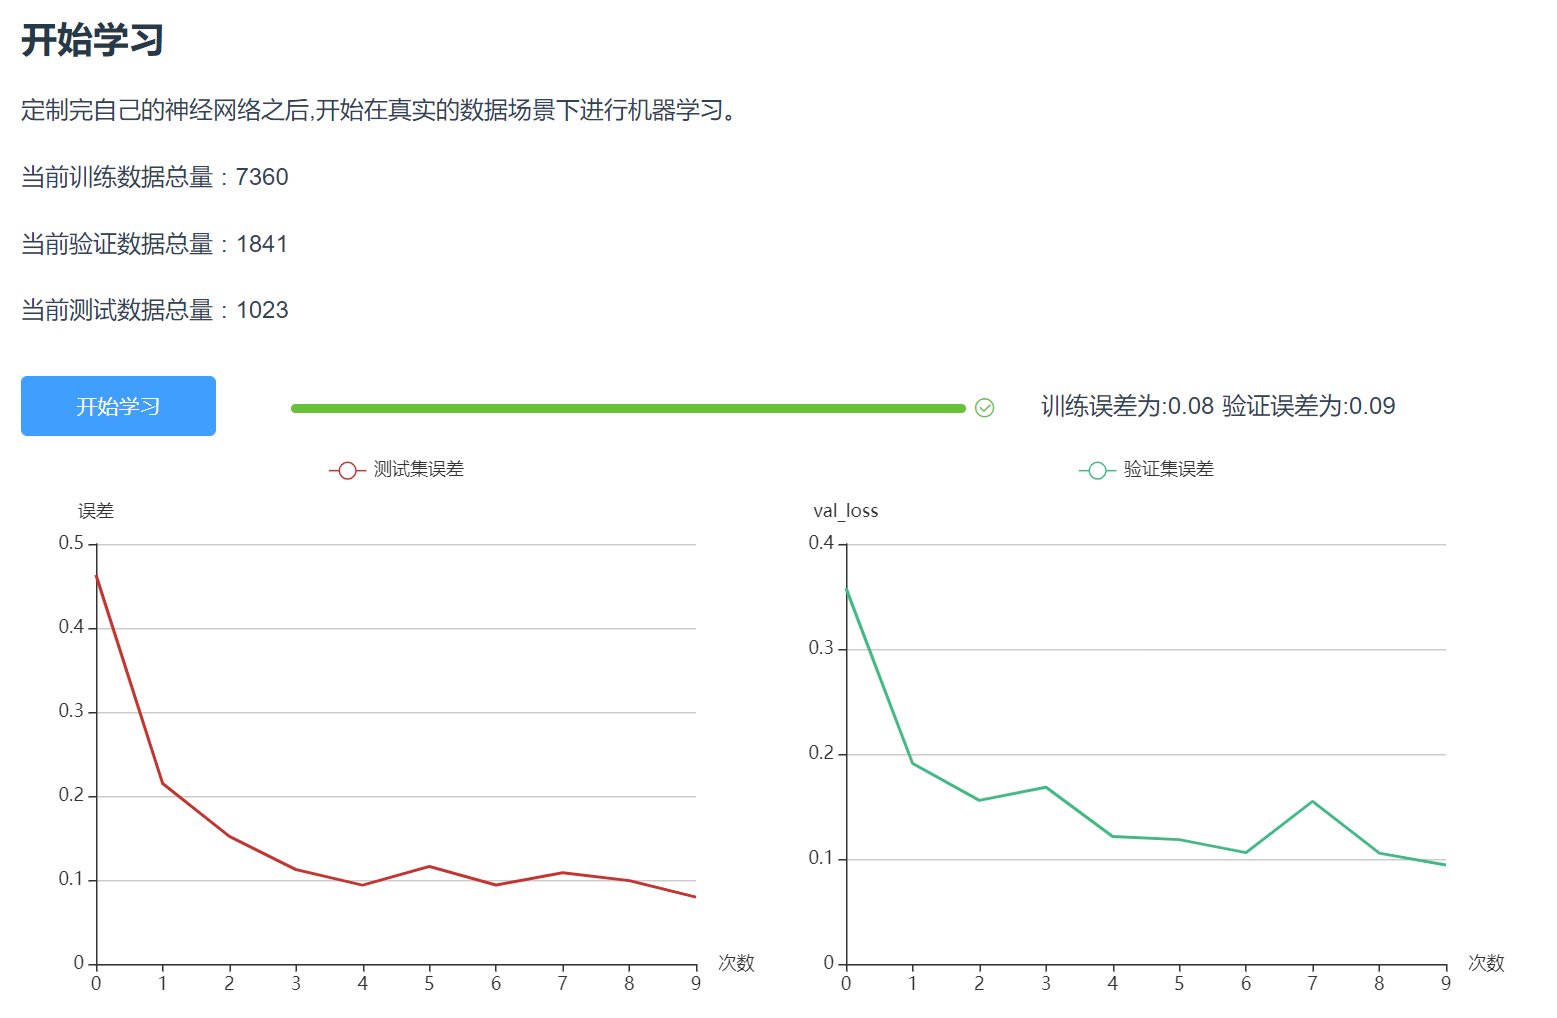 开始学习
定制完自己的神经网络之后,开始在真实的数据场景下进行机器学习。
当前训练数据总量：7360
当前验证数据总量：1841
当前测试数据总量：1023
开始学习
训练误差为:0.08 验证误差为:0.09
测试集误差
误差
0.5
0.4
0.3
0.2
0.1
0
0 1 2 3 4 5 6 7 8 9
次数
验证集误差
val_loss
0.4
0.3
0.2
0.1
0
0 1 2 3 4 5 6 7 8 9
次数